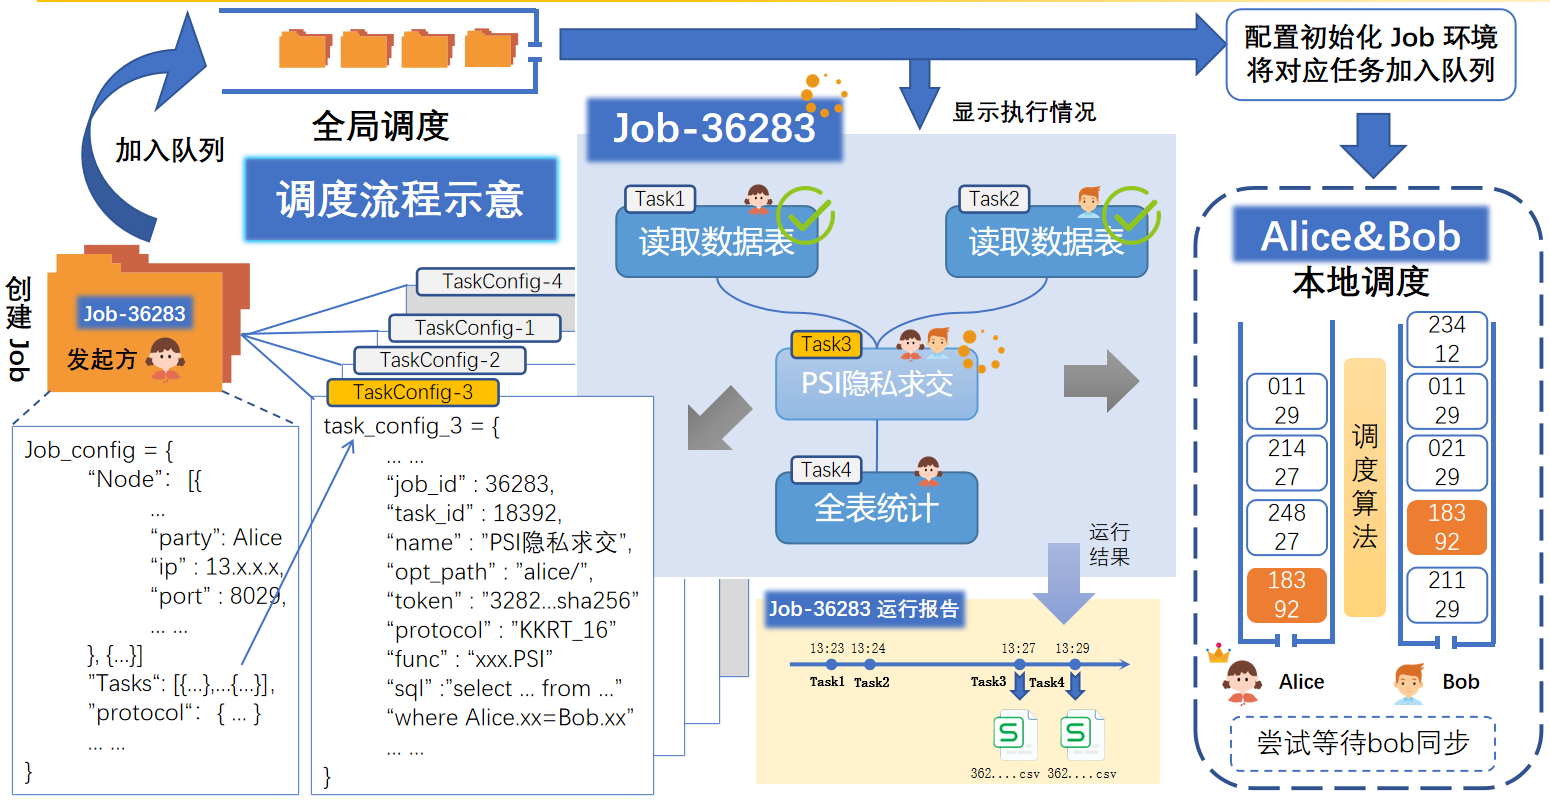 加入队列
全局调度
调度流程示意
创建 Job
Job-36283
发起方
TaskConfig-4
TaskConfig-1
TaskConfig-2
TaskConfig-3
Job_config = {
“Node”： [{
...
“party”: Alice
“ip” : 13.x.x.x,
“port” : 8029,
... ...
}, {...}]
”Tasks“: [{...},...{...}],
”protocol“： { ... }
... ...
}
task_config_3 = {
... ...
“job_id” : 36283,
“task_id” : 18392,
“name” : ”PSI隐私求交”,
“opt_path” : ”alice/”,
“token” : ”3282...sha256”
“protocol” : ”KKRT_16”
“func” : “xxx.PSI”
“sql” :”select ... from ...”
“where Alice.xx=Bob.xx”
... ...
}
显示执行情况
Job-36283
Task1
读取数据表
Task2
读取数据表
Task3
PSI隐私求交
Task4
全表统计
运行
结果
Job-36283 运行报告
13:23 13:24 13:27 13:29
Task1 Task2 Task3 Task4
362....csv 362....csv
配置初始化 Job 环境
将对应任务加入队列
Alice&Bob
本地调度
011
29
214
27
248
27
183
92
调度算法
234
12
011
29
021
29
183
92
211
29
Alice
Bob
尝试等待bob同步